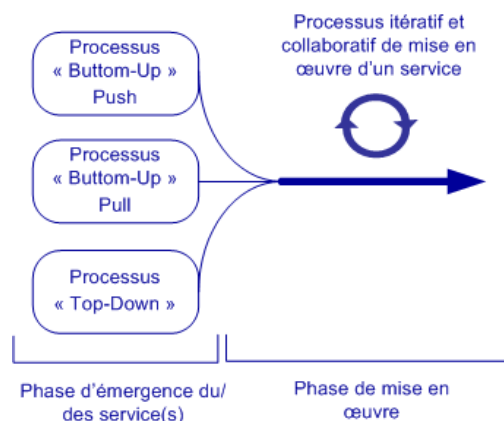 Processus
« Buttom-Up »
Push
Processus itératif et
collaboratif de mise en
œuvre d'un service
Processus
« Buttom-Up »
Pull
Processus
« Top-Down »
Phase d'émergence du/
des service(s)
Phase de mise en
œuvre